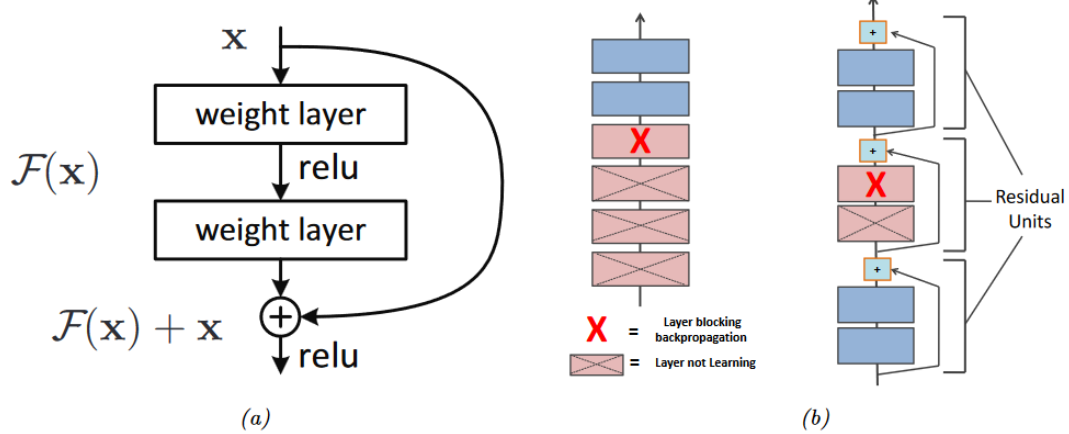 x
weight layer
relu
F(x)
weight layer
F(x) + x
+
relu
(a)
X
X = Layer blocking
backpropagation
= Layer not Learning
+
+
X
+
Residual
Units
(b)